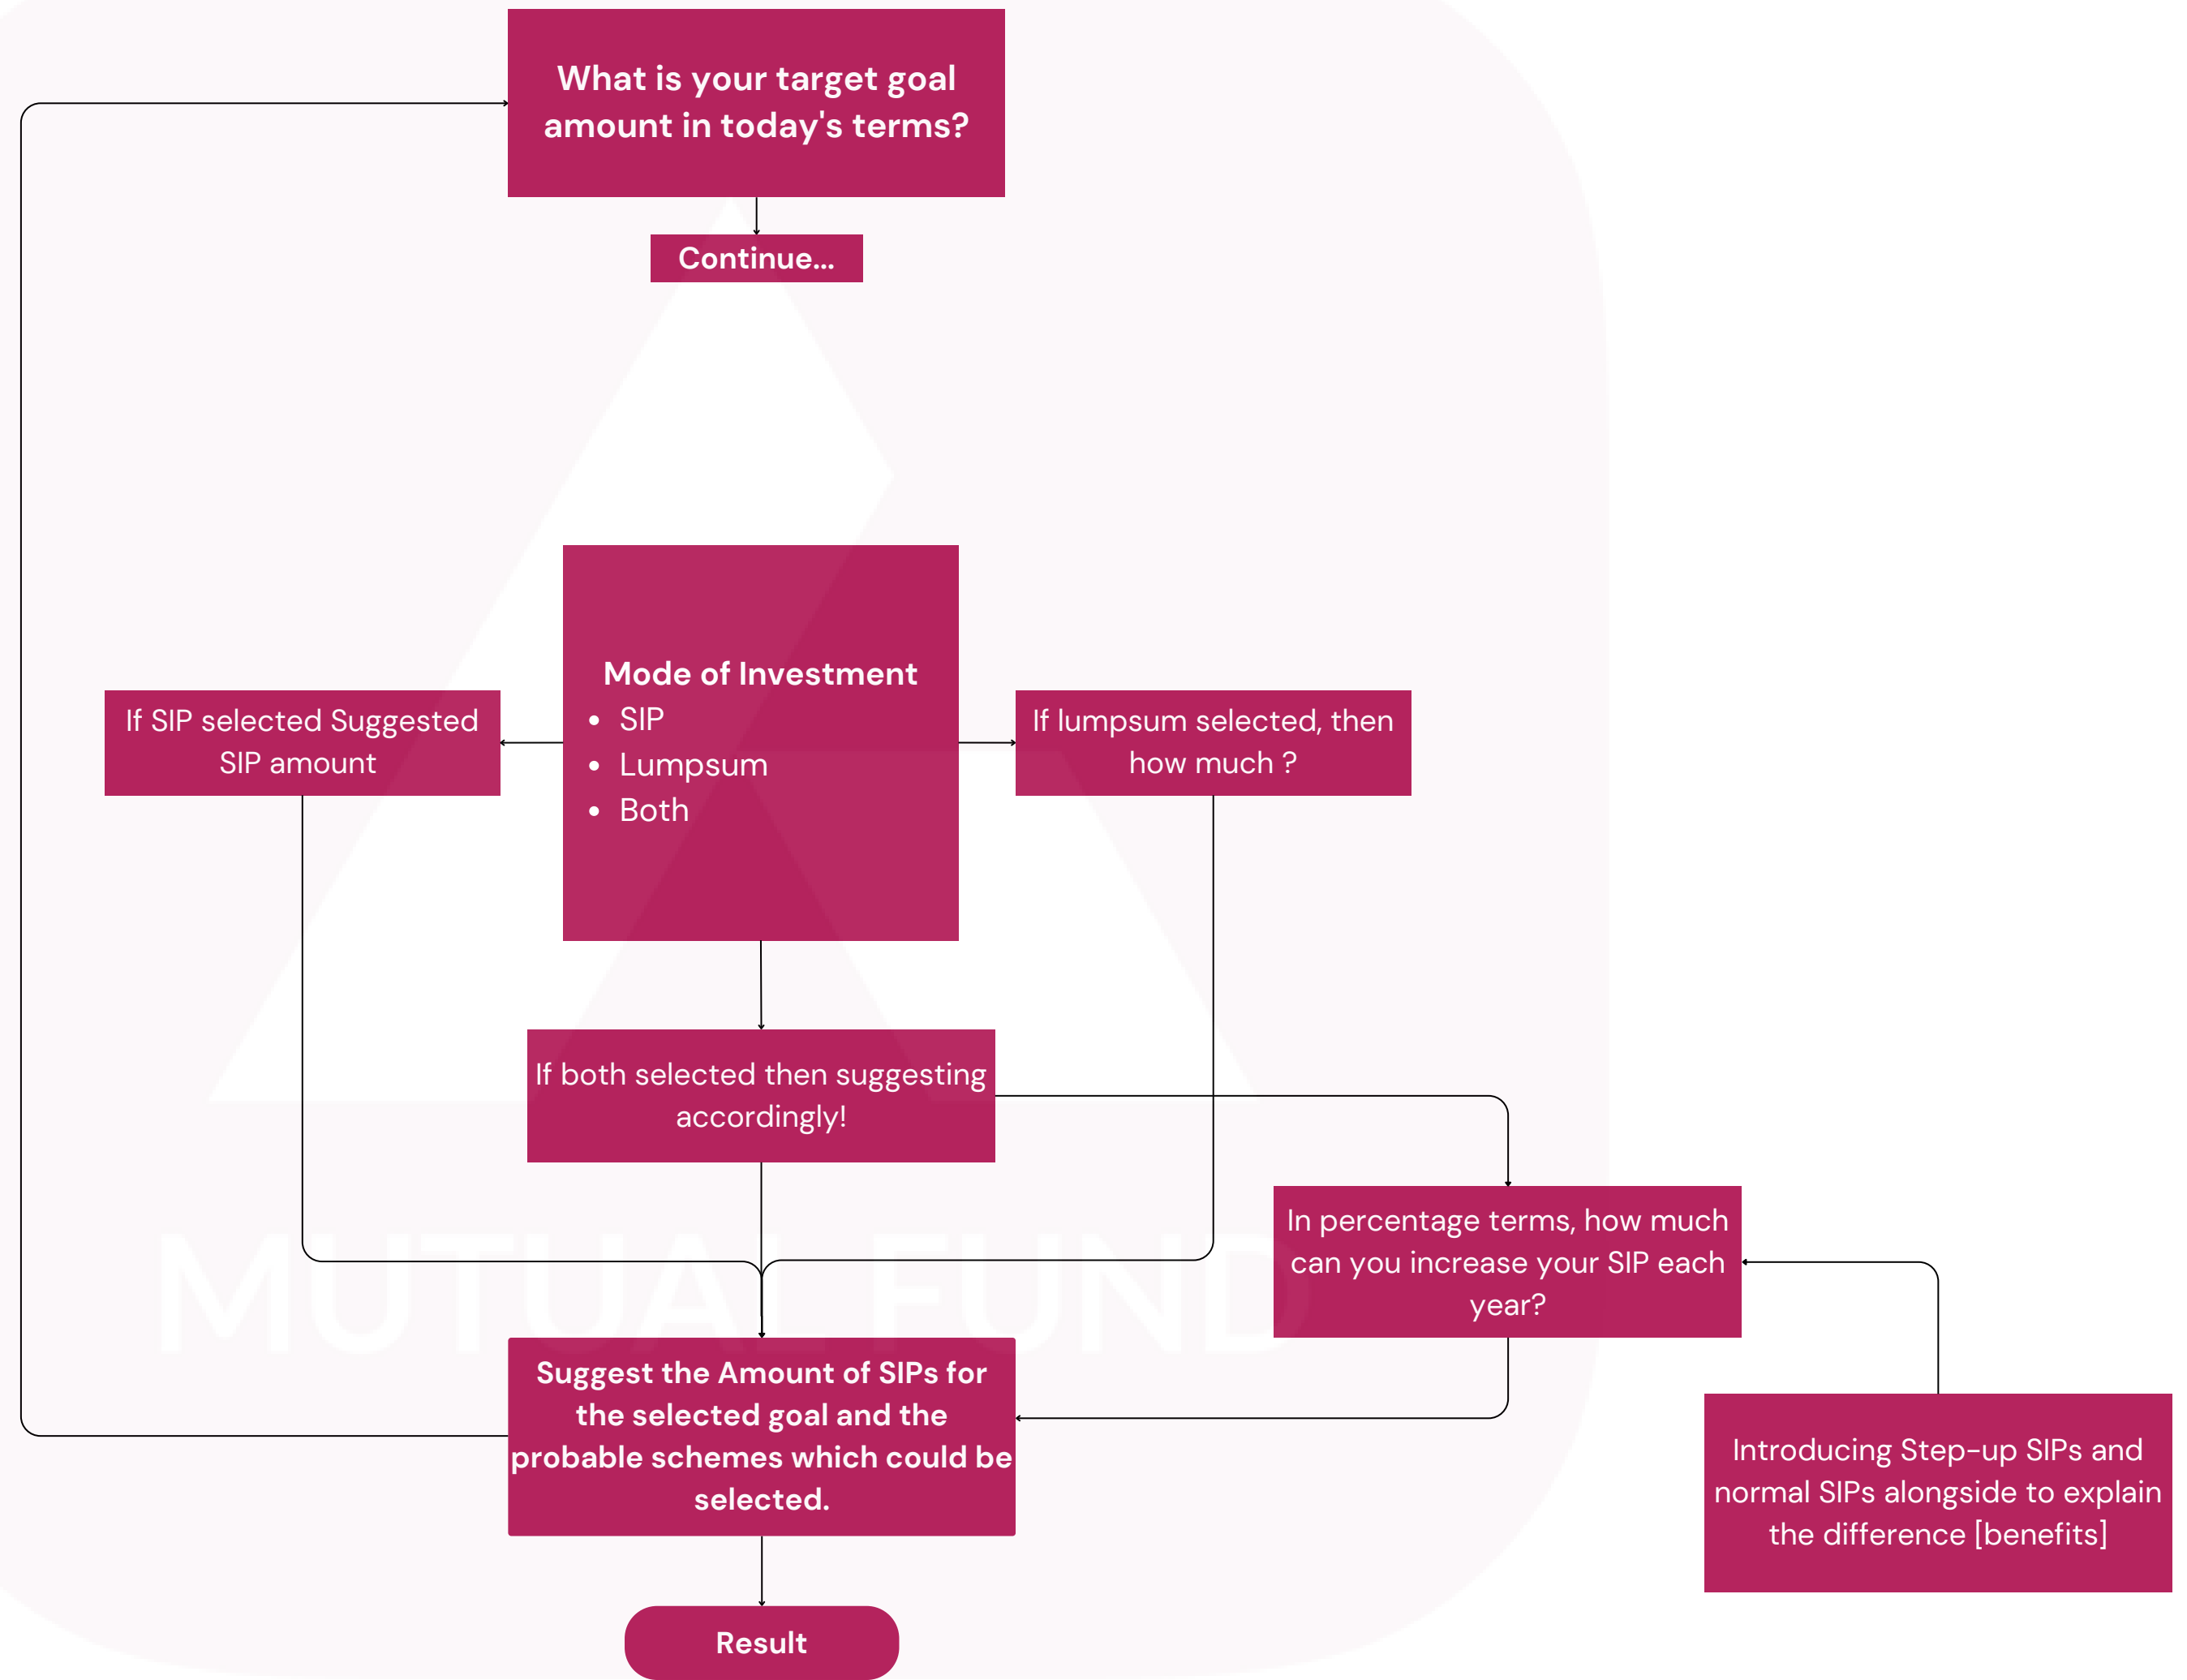 What is your target goal
amount in today's terms?
Continue...
Mode of Investment
• SIP
• Lumpsum
• Both
If SIP selected Suggested
SIP amount
If lumpsum selected, then
how much ?
If both selected then suggesting
accordingly!
In percentage terms, how much
can you increase your SIP each
year?
MUTUAL FUND
Suggest the Amount of SIPs for
the selected goal and the
probable schemes which could be
selected.
Introducing Step-up SIPs and
normal SIPs alongside to explain
the difference [benefits]
Result